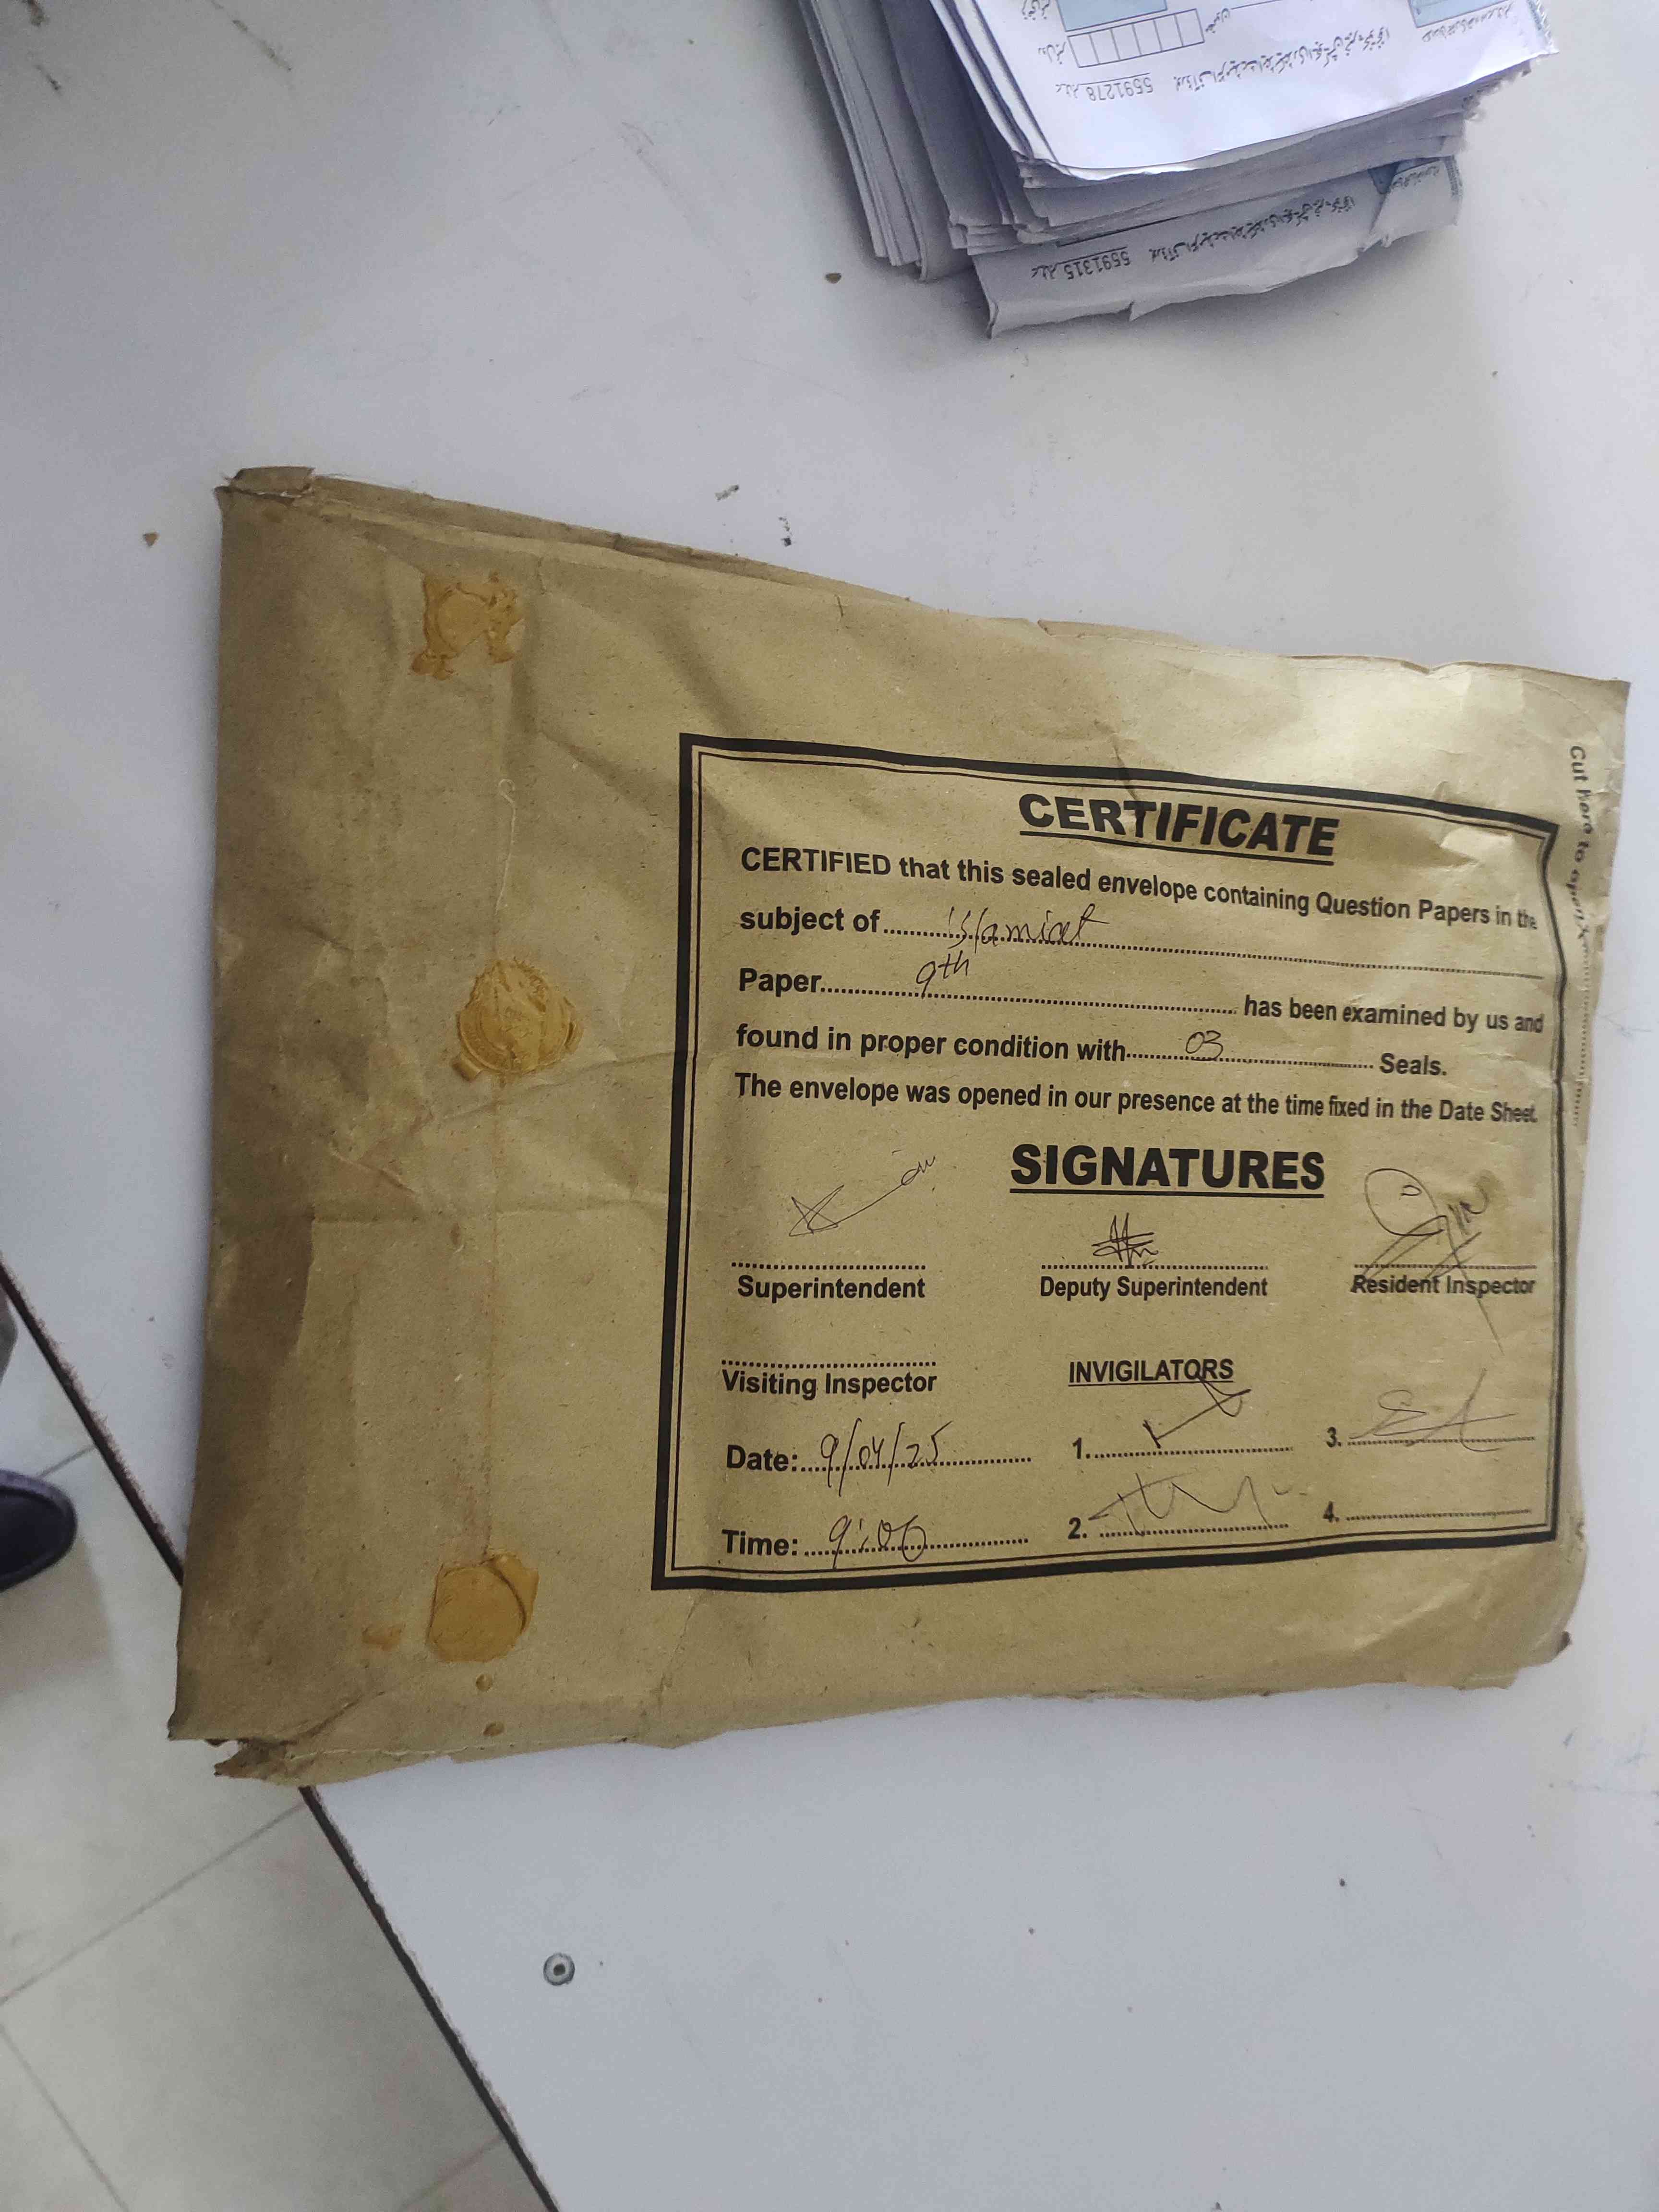 5591278
5591315
Cut here to open
CERTIFICATE
CERTIFIED that this sealed envelope containing Question Papers in the
subject of Islamiat
Paper 9th has been examined by us and
found in proper condition with 03 Seals.
The envelope was opened in our presence at the time fixed in the Date Sheet.
SIGNATURES
Superintendent Deputy Superintendent Resident Inspector
Visiting Inspector INVIGILATORS
Date: 9/04/25 1. 3.
Time: 9:00 2. 4.